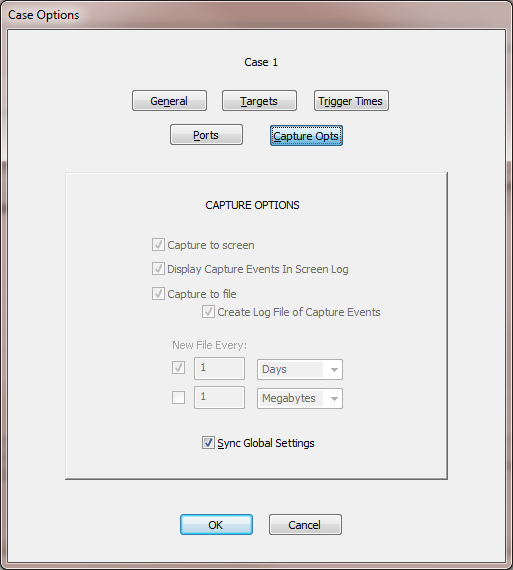 Case Options
Case 1
General Targets Trigger Times
Ports Capture Opts
CAPTURE OPTIONS
Capture to screen
Display Capture Events In Screen Log
Capture to file
Create Log File of Capture Events
New File Every:
1 Days
1 Megabytes
Sync Global Settings
OK Cancel